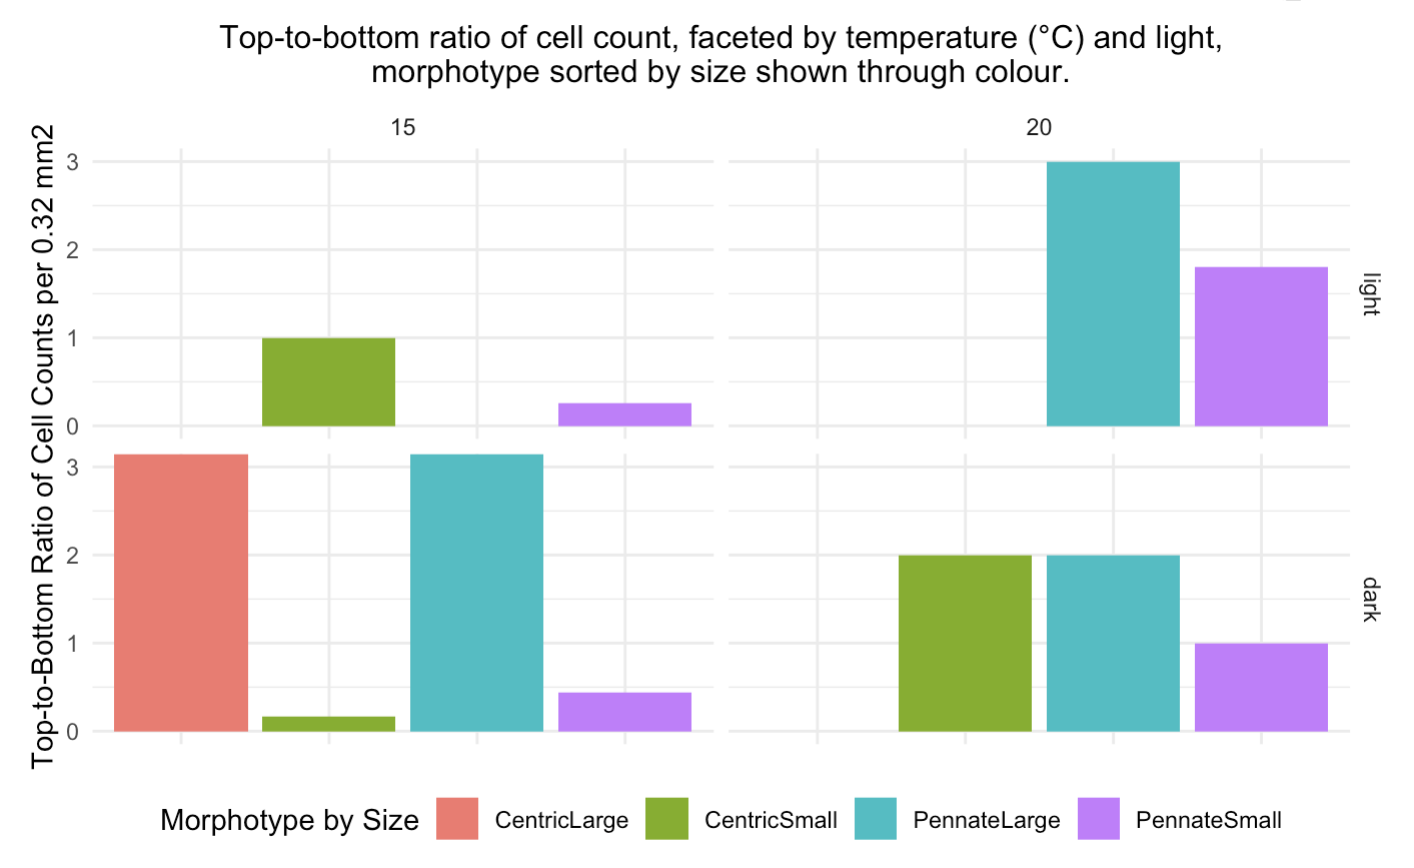 Top-to-bottom ratio of cell count, faceted by temperature (°C) and light,
morphotype sorted by size shown through colour.
15
20
Top-to-Bottom Ratio of Cell Counts per 0.32 mm2
3
2
1
0
light
3
2
1
0
dark
Morphotype by Size
CentricLarge
CentricSmall
PennateLarge
PennateSmall